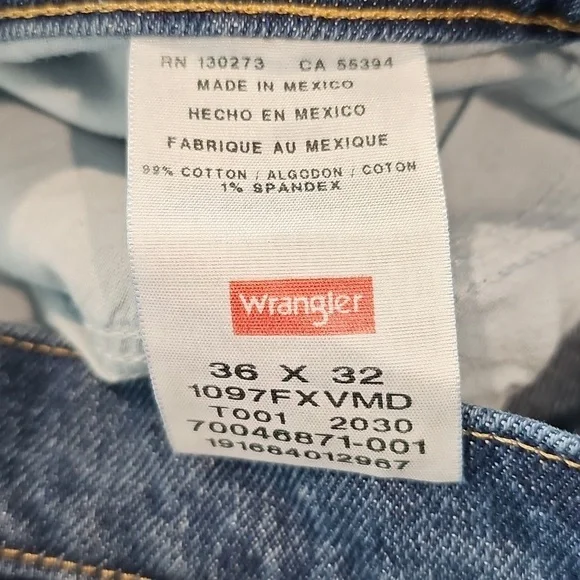 RN 130273 CA 55394
MADE IN MEXICO
HECHO EN MEXICO
FABRIQUE AU MEXIQUE
99% COTTON / ALGODON / COTON
1% SPANDEX
Wrangler
36 X 32
1097FXVMD
T001 2030
70046871-001
191684012967